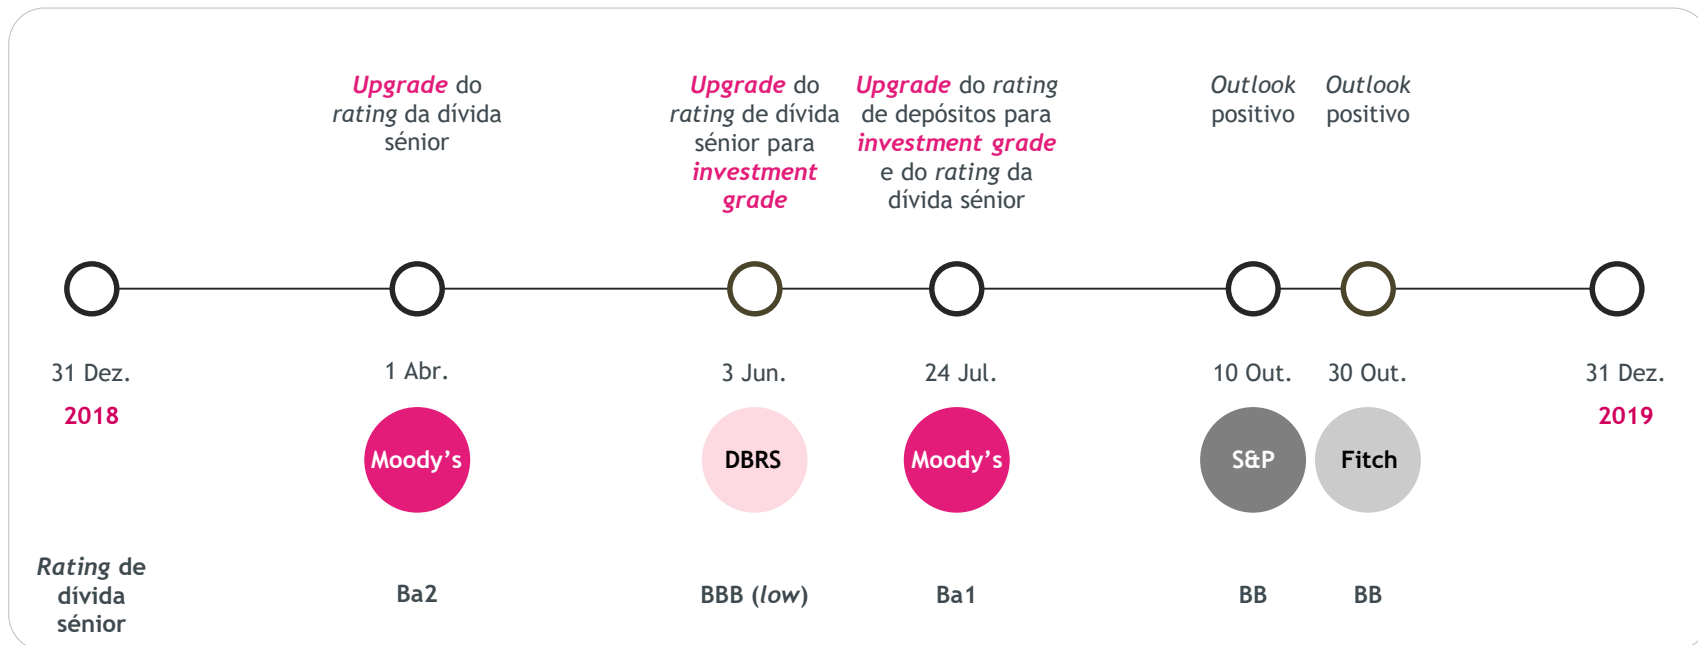 Upgrade do
rating da dívida
sénior
Upgrade do
rating de dívida
sénior para
investment
grade
Upgrade do rating
de depósitos para
investment grade
e do rating da
dívida sénior
Outlook
positivo
Outlook
positivo
31 Dez.
2018
1 Abr.
3 Jun.
24 Jul.
10 Out.
30 Out.
31 Dez.
2019
Moody's
DBRS
Moody's
S&P
Fitch
Rating de
dívida
sénior
Ba2
BBB (low)
Ba1
BB
BB